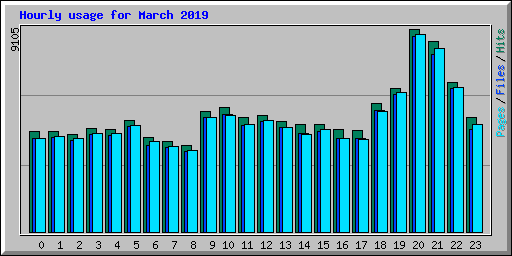 Hourly usage for March 2019
9105
0 1 2 3 4 5 6 7 8 9 10 11 12 13 14 15 16 17 18 19 20 21 22 23
Pages/Files/Hits